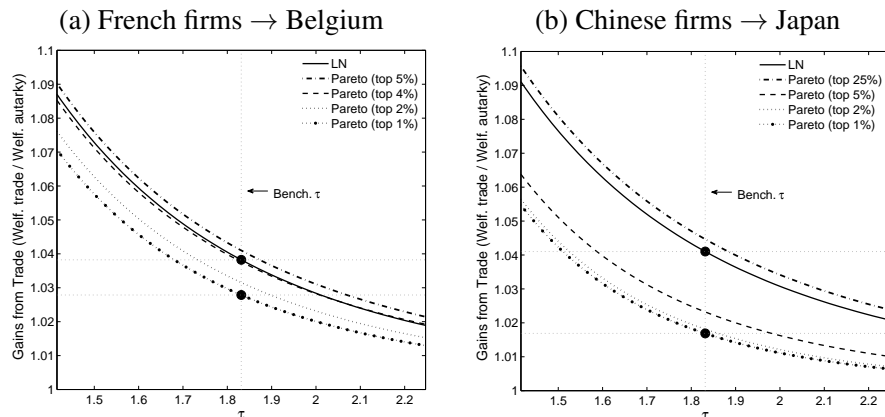 (a) French firms → Belgium
Gains from Trade (Welf. trade / Welf. autarky)
1.1
1.09
1.08
1.07
1.06
1.05
1.04
1.03
1.02
1.01
1
LN
Pareto (top 5%)
Pareto (top 4%)
Pareto (top 2%)
Pareto (top 1%)
Bench. τ
1.5 1.6 1.7 1.8 1.9 2 2.1 2.2
τ
(b) Chinese firms → Japan
Gains from Trade (Welf. trade / Welf. autarky)
1.1
1.09
1.08
1.07
1.06
1.05
1.04
1.03
1.02
1.01
1
LN
Pareto (top 25%)
Pareto (top 5%)
Pareto (top 2%)
Pareto (top 1%)
Bench. τ
1.5 1.6 1.7 1.8 1.9 2 2.1 2.2
τ